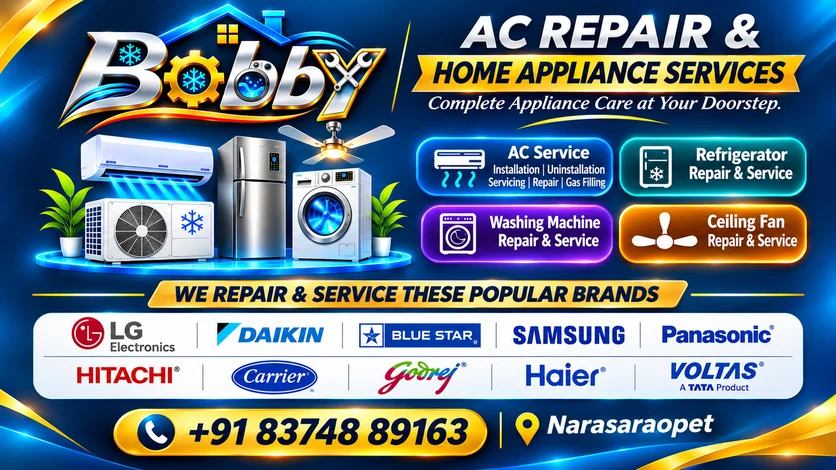 Bobby
AC REPAIR &
HOME APPLIANCE SERVICES
Complete Appliance Care at Your Doorstep.
AC Service
Installation | Uninstallation
Servicing | Repair | Gas Filling
Refrigerator
Repair & Service
Washing Machine
Repair & Service
Ceiling Fan
Repair & Service
WE REPAIR & SERVICE THESE POPULAR BRANDS
LG
Electronics
DAIKIN
BLUE STAR
SAMSUNG
Panasonic®
HITACHI®
Carrier
Godrej®
Haier®
VOLTAS®
A TATA Product
+91 83748 89163
Narasaraopet